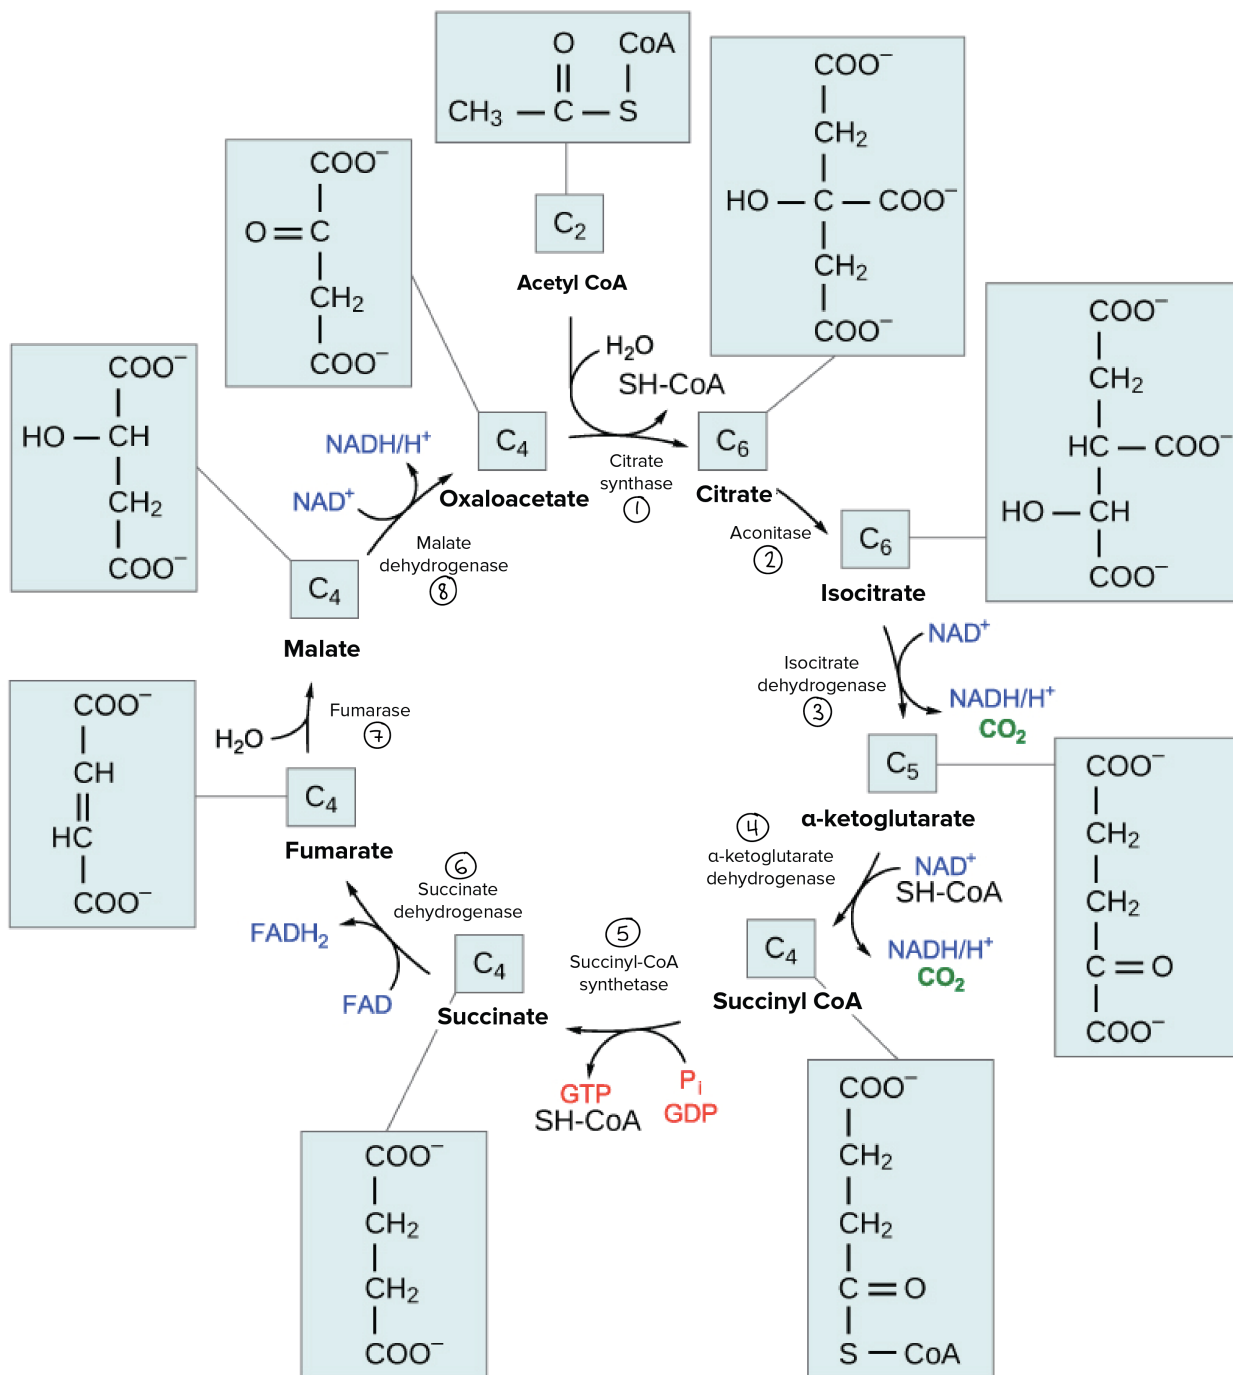 O CoA
CH₃ — C — S
C₂
Acetyl CoA
COO⁻
CH₂
HO — C — COO⁻
CH₂
COO⁻
COO⁻
O = C
CH₂
COO⁻
H₂O
SH-CoA
C₄
Oxaloacetate
Citrate
synthase
1
C₆
Citrate
Aconitase
2
C₆
Isocitrate
COO⁻
CH₂
HC — COO⁻
HO — CH
COO⁻
NAD⁺
NADH/H⁺
CO₂
Isocitrate
dehydrogenase
3
C₅
α-ketoglutarate
COO⁻
CH₂
CH₂
C = O
COO⁻
4
α-ketoglutarate
dehydrogenase
NAD⁺
SH-CoA
NADH/H⁺
CO₂
C₄
Succinyl CoA
COO⁻
CH₂
CH₂
C = O
S — CoA
5
Succinyl-CoA
synthetase
Pᵢ
GDP
GTP
SH-CoA
C₄
Succinate
COO⁻
CH₂
CH₂
COO⁻
6
Succinate
dehydrogenase
FAD
FADH₂
C₄
Fumarate
COO⁻
CH
HC
COO⁻
Fumarase
7
H₂O
C₄
Malate
COO⁻
HO — CH
CH₂
COO⁻
Malate
dehydrogenase
8
NAD⁺
NADH/H⁺